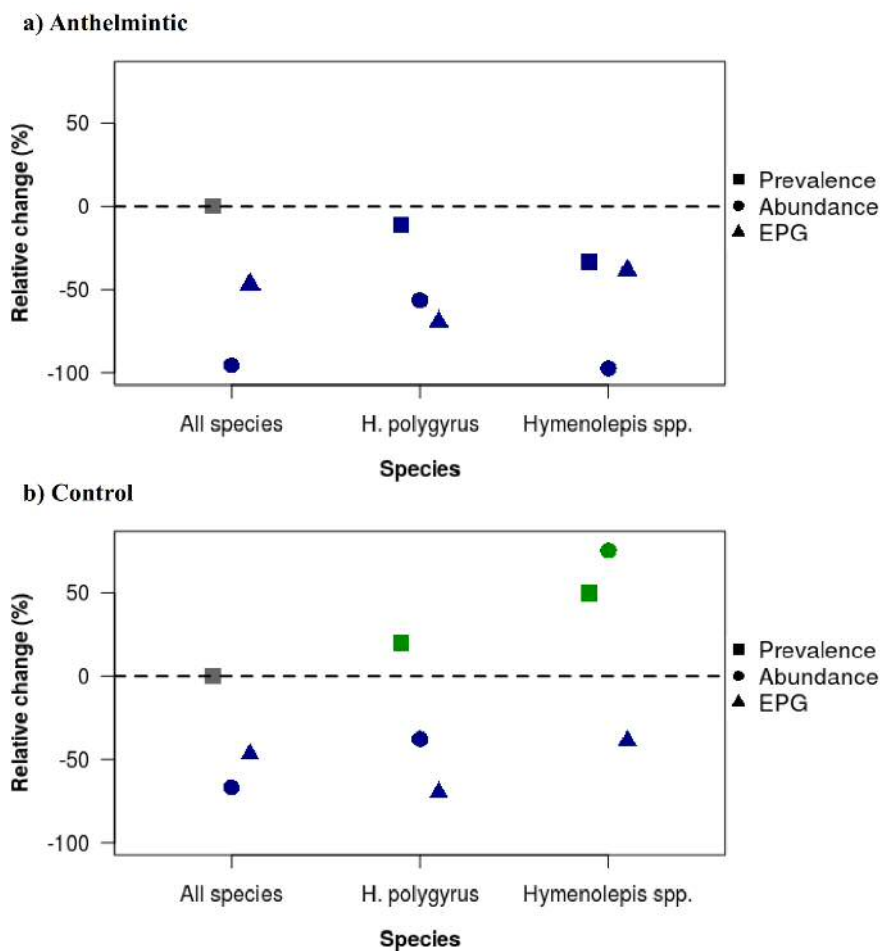 a) Anthelmintic
50
0
-50
-100
Relative change (%)
All species H. polygyrus Hymenolepis spp.
Species
Prevalence
Abundance
EPG
b) Control
50
0
-50
-100
Relative change (%)
All species H. polygyrus Hymenolepis spp.
Species
Prevalence
Abundance
EPG